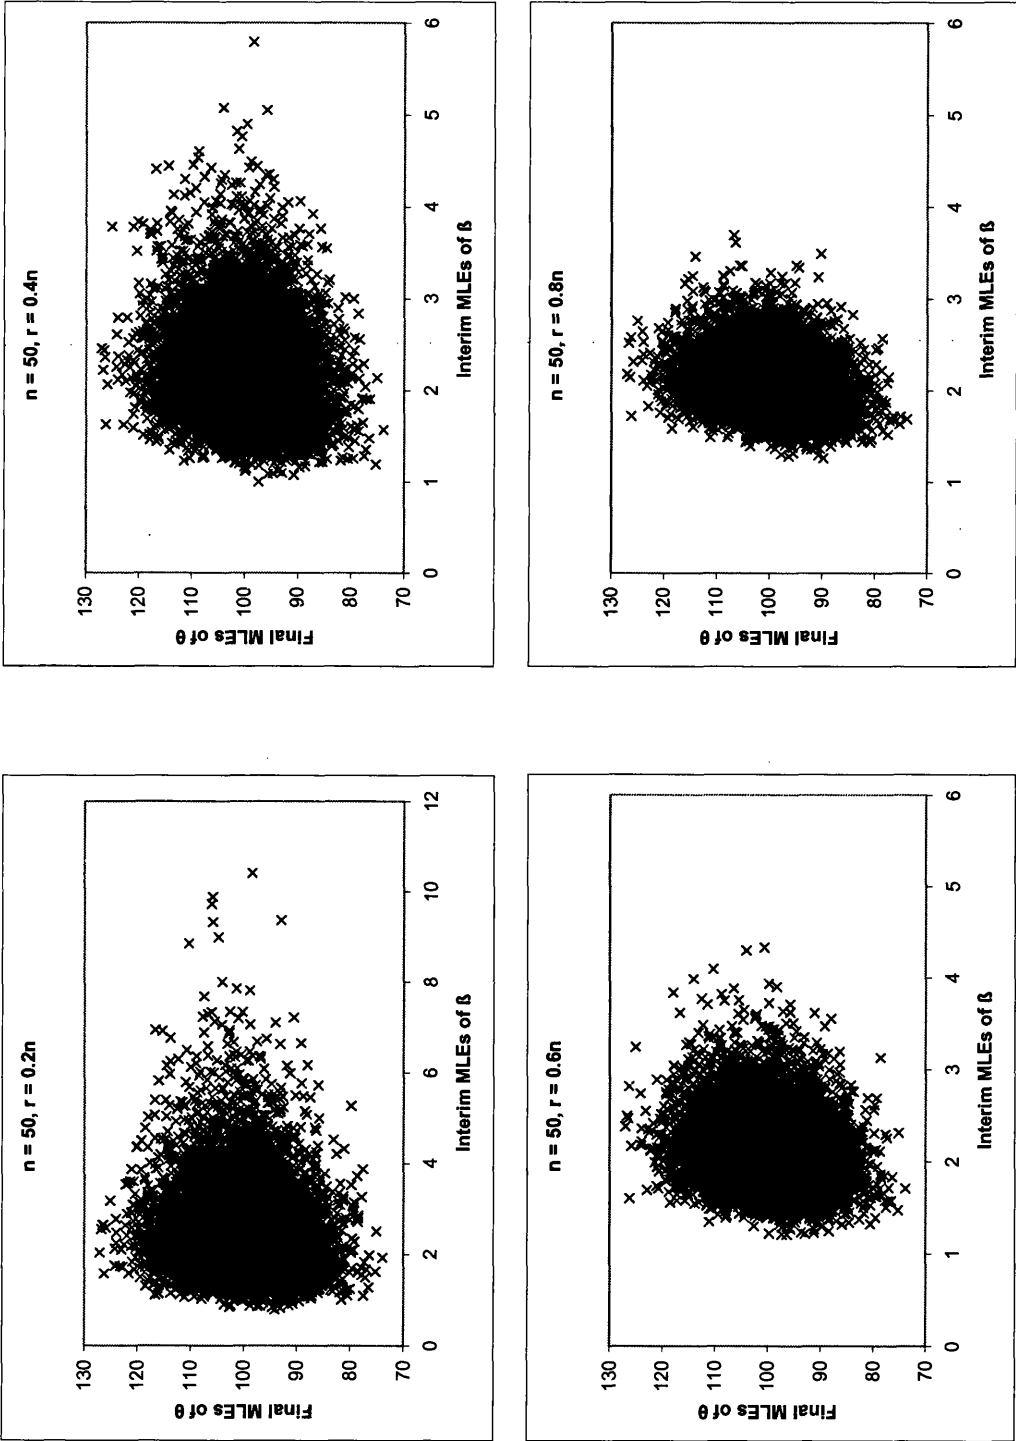 n = 50, r = 0.2n
Final MLEs of θ
130
120
110
100
90
80
70
0 2 4 6 8 10 12
Interim MLEs of ß
n = 50, r = 0.4n
Final MLEs of θ
130
120
110
100
90
80
70
0 1 2 3 4 5 6
Interim MLEs of ß
n = 50, r = 0.6n
Final MLEs of θ
130
120
110
100
90
80
70
0 1 2 3 4 5 6
Interim MLEs of ß
n = 50, r = 0.8n
Final MLEs of θ
130
120
110
100
90
80
70
0 1 2 3 4 5 6
Interim MLEs of ß